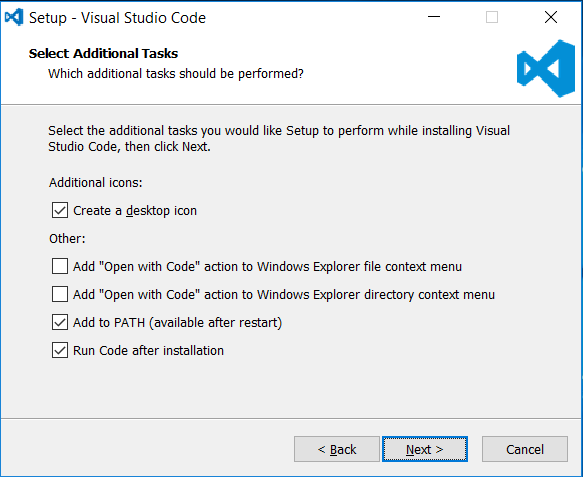 Setup - Visual Studio Code
Select Additional Tasks
Which additional tasks should be performed?
Select the additional tasks you would like Setup to perform while installing Visual
Studio Code, then click Next.
Additional icons:
Create a desktop icon
Other:
Add "Open with Code" action to Windows Explorer file context menu
Add "Open with Code" action to Windows Explorer directory context menu
Add to PATH (available after restart)
Run Code after installation
< Back
Next >
Cancel